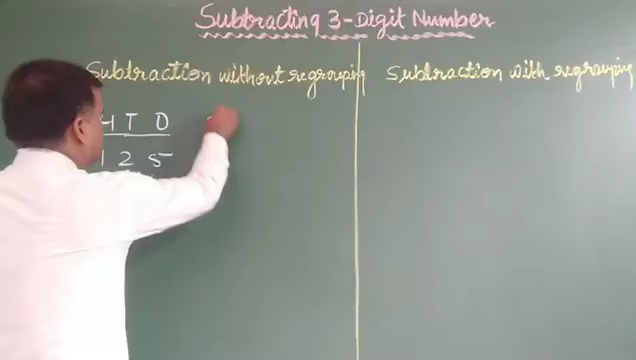 Subtracting 3-Digit Number
Subtraction without regrouping
Subtraction with regrouping
H T O
1 2 5